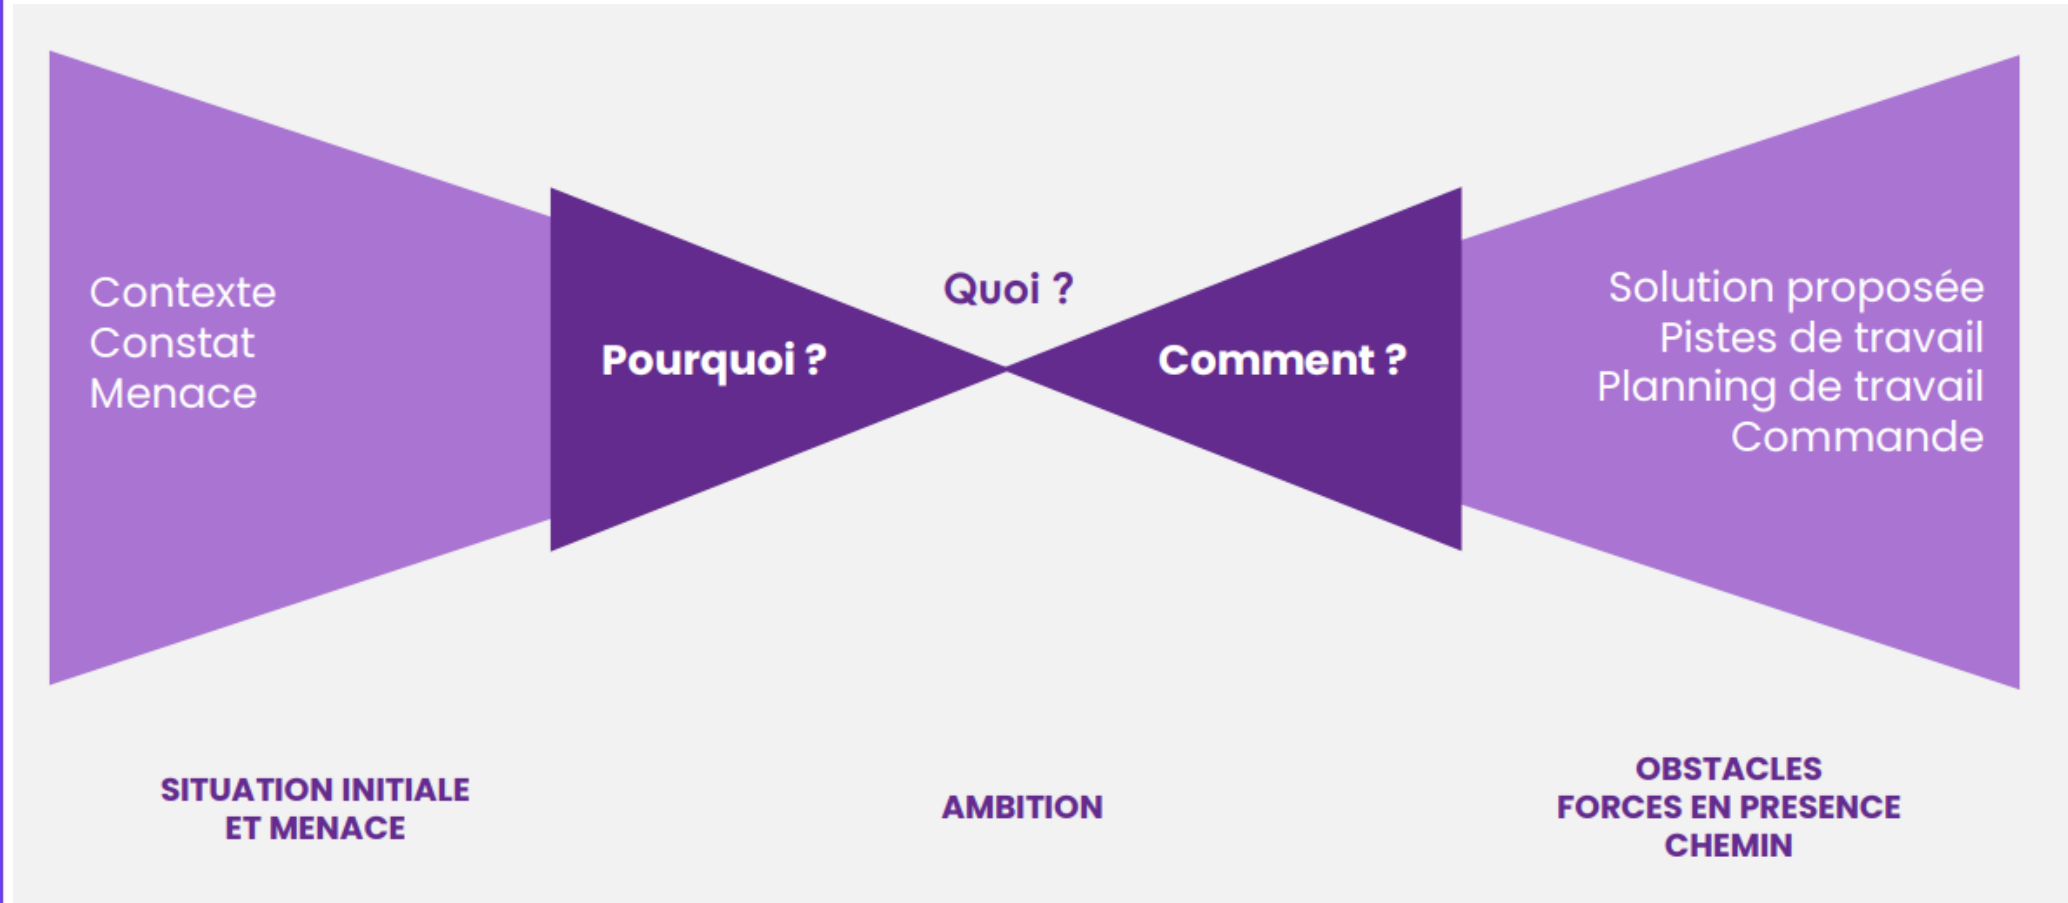 Contexte
Constat
Menace
Pourquoi ?
Quoi ?
Comment ?
Solution proposée
Pistes de travail
Planning de travail
Commande
SITUATION INITIALE
ET MENACE
AMBITION
OBSTACLES
FORCES EN PRESENCE
CHEMIN